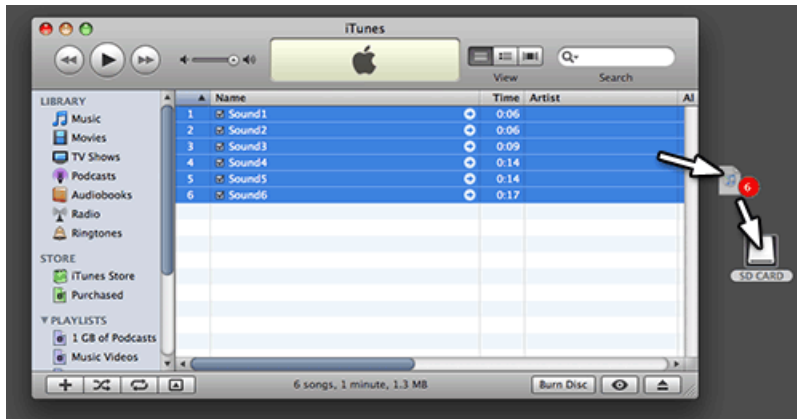 iTunes
View
Search
LIBRARY
Music
Movies
TV Shows
Podcasts
Audiobooks
Radio
Ringtones
STORE
iTunes Store
Purchased
PLAYLISTS
1 GB of Podcasts
Music Videos
Name Time Artist Al
1 Sound1 0:06
2 Sound2 0:06
3 Sound3 0:09
4 Sound4 0:14
5 Sound5 0:14
6 Sound6 0:17
6
SD CARD
6 songs, 1 minute, 1.3 MB
Burn Disc